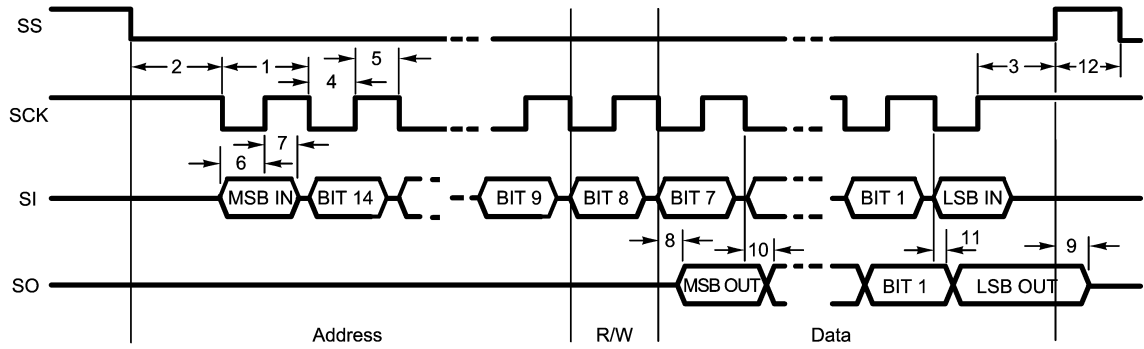 SS
2 1 5 4 3 12
SCK
6 7
SI MSB IN BIT 14 BIT 9 BIT 8 BIT 7 BIT 1 LSB IN
8 10 11 9
SO MSB OUT BIT 1 LSB OUT
Address R/W Data